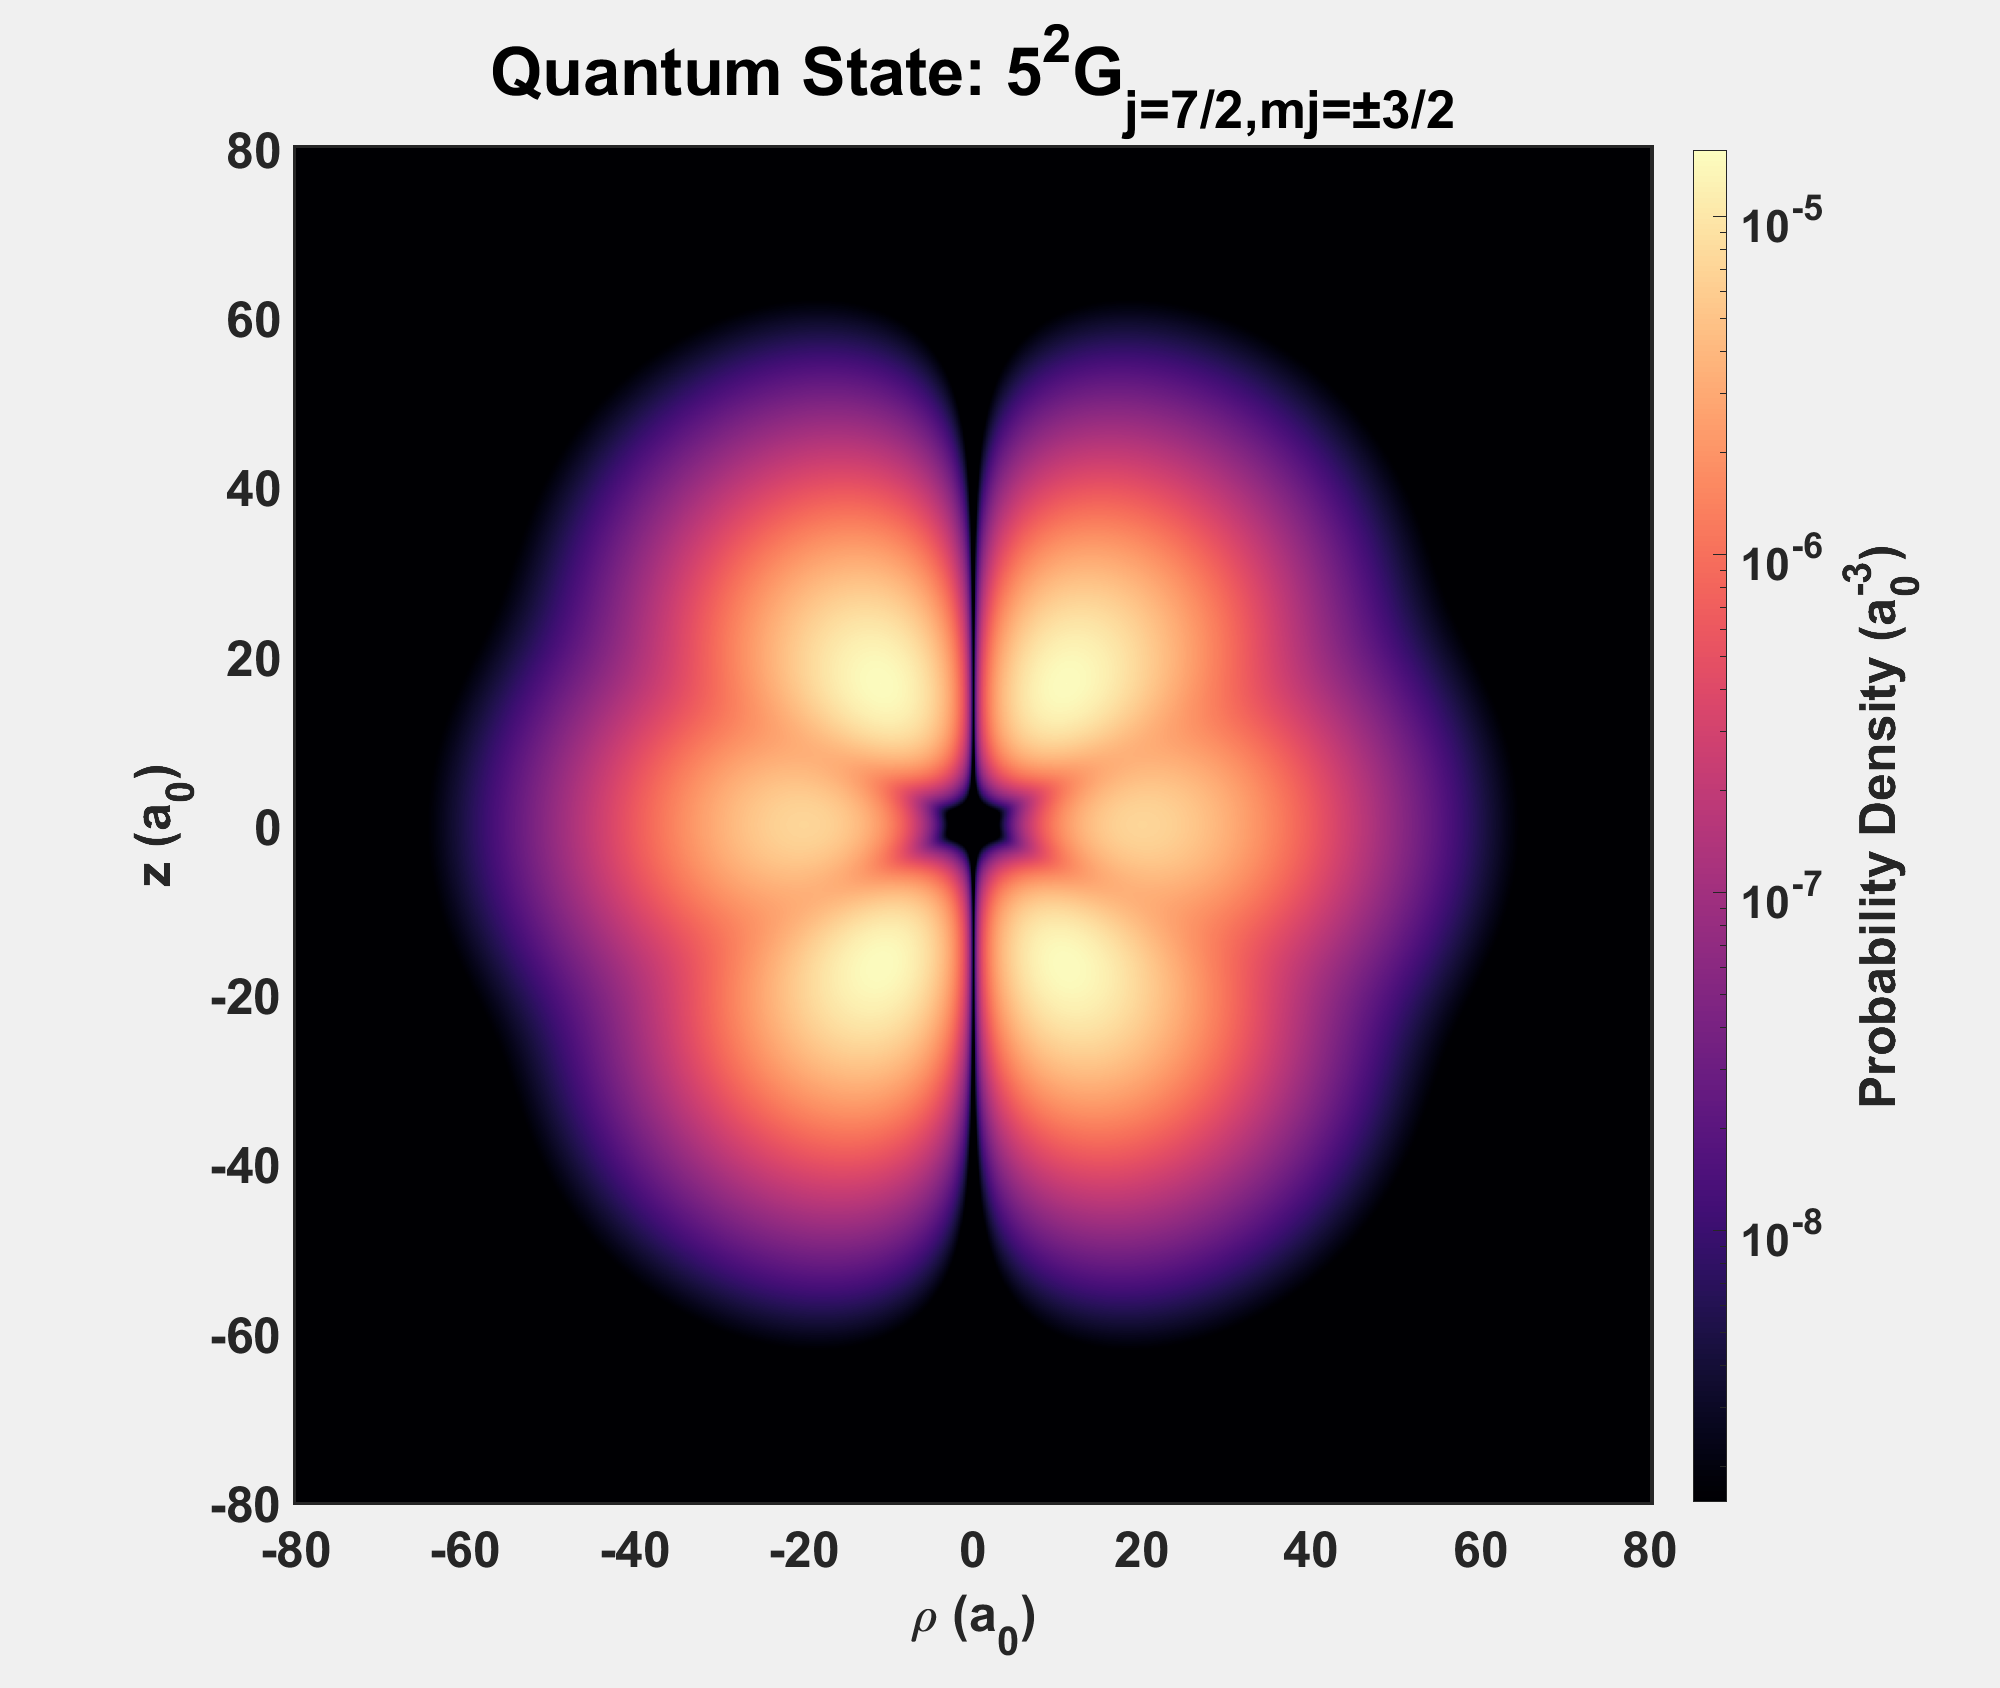 Quantum State: 5²G_j=7/2,mj=±3/2
80
60
40
20
0
-20
-40
-60
-80
z (a₀)
-80 -60 -40 -20 0 20 40 60 80
ρ (a₀)
10⁻⁵
10⁻⁶
10⁻⁷
10⁻⁸
Probability Density (a₀⁻³)